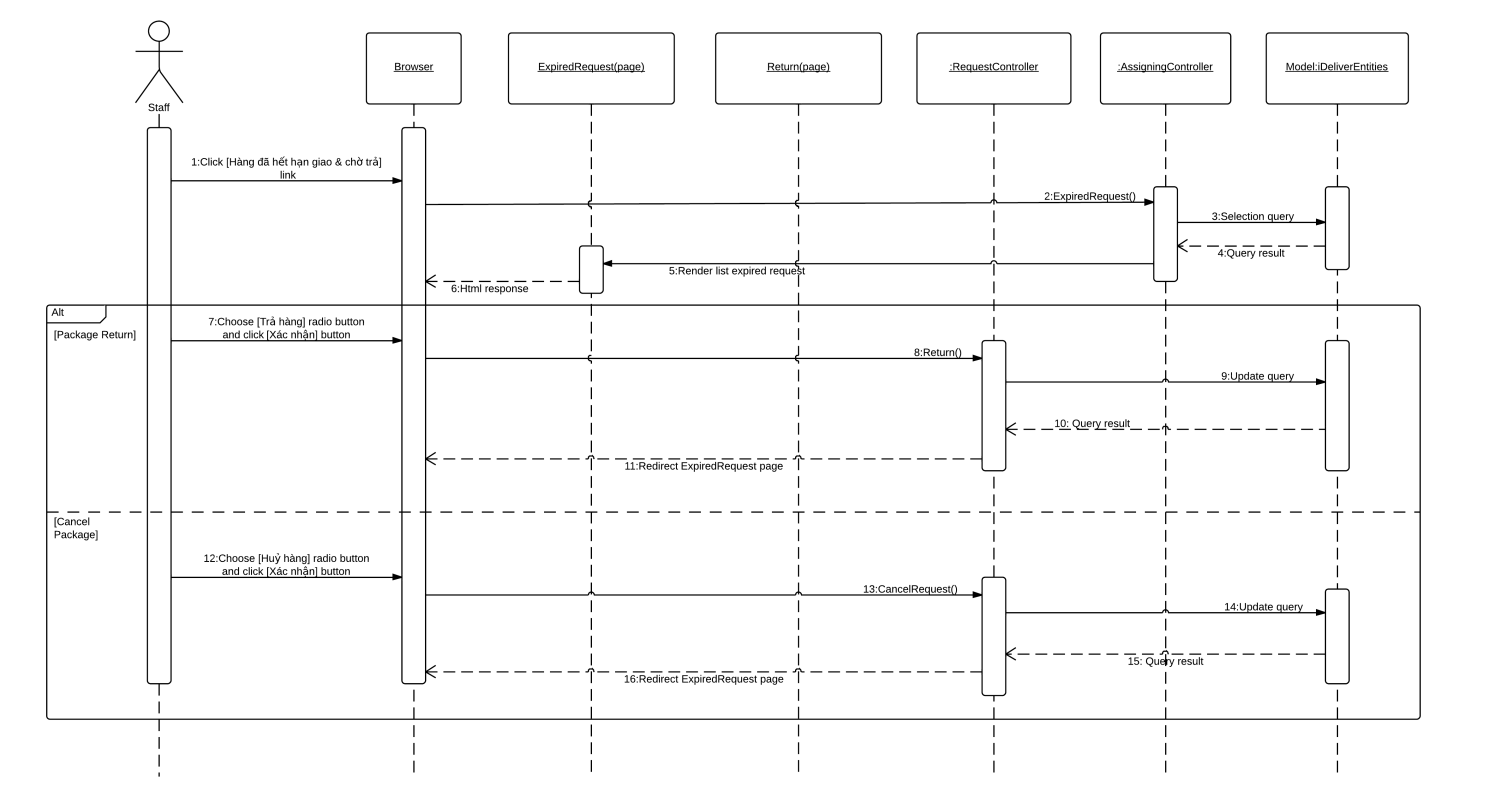 Staff
Browser
ExpiredRequest(page)
Return(page)
:RequestController
:AssigningController
Model:iDeliverEntities
1:Click [Hàng đã hết hạn giao & chờ trả]
link
2:ExpiredRequest()
3:Selection query
4:Query result
5:Render list expired request
6:Html response
Alt
[Package Return]
7:Choose [Trả hàng] radio button
and click [Xác nhận] button
8:Return()
9:Update query
10: Query result
11:Redirect ExpiredRequest page
[Cancel
Package]
12:Choose [Huỷ hàng] radio button
and click [Xác nhận] button
13:CancelRequest()
14:Update query
15: Query result
16:Redirect ExpiredRequest page